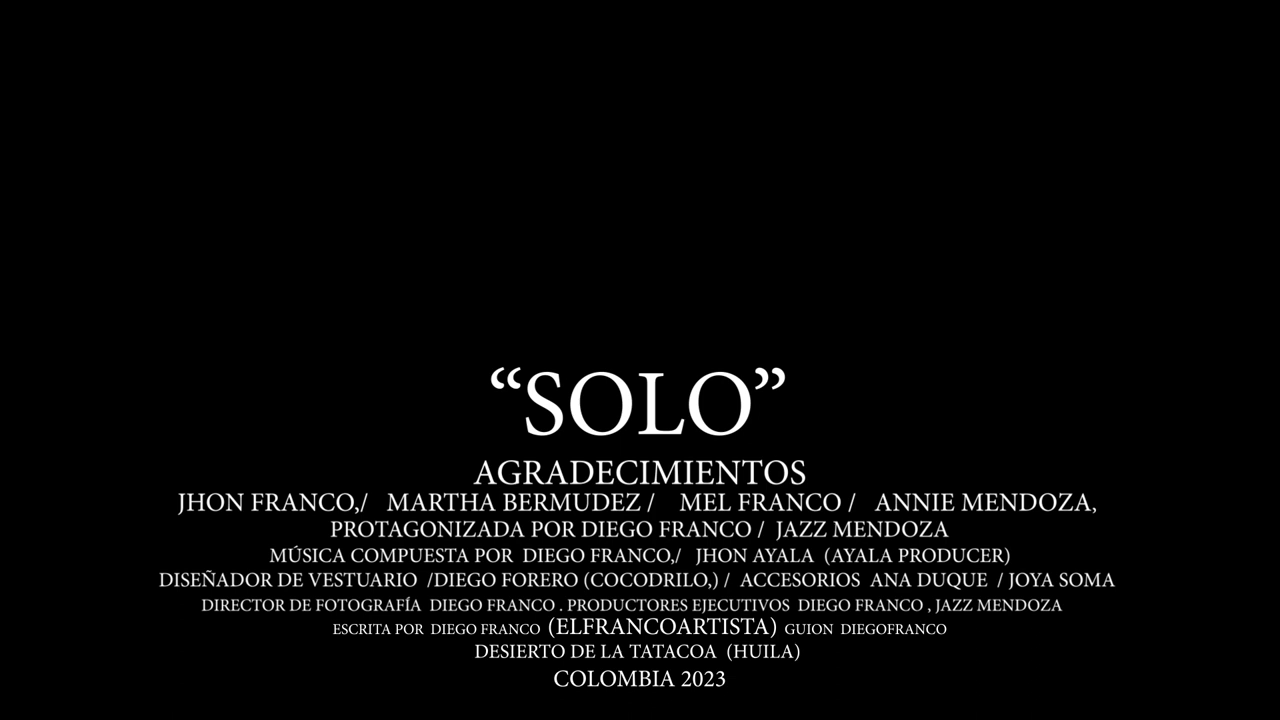 “SOLO”
AGRADECIMIENTOS
JHON FRANCO,/ MARTHA BERMUDEZ / MEL FRANCO / ANNIE MENDOZA,
PROTAGONIZADA POR DIEGO FRANCO / JAZZ MENDOZA
MÚSICA COMPUESTA POR DIEGO FRANCO,/ JHON AYALA (AYALA PRODUCER)
DISEÑADOR DE VESTUARIO /DIEGO FORERO (COCODRILO,) / ACCESORIOS ANA DUQUE / JOYA SOMA
DIRECTOR DE FOTOGRAFÍA DIEGO FRANCO . PRODUCTORES EJECUTIVOS DIEGO FRANCO , JAZZ MENDOZA
ESCRITA POR DIEGO FRANCO (ELFRANCOARTISTA) GUION DIEGOFRANCO
DESIERTO DE LA TATACOA (HUILA)
COLOMBIA 2023